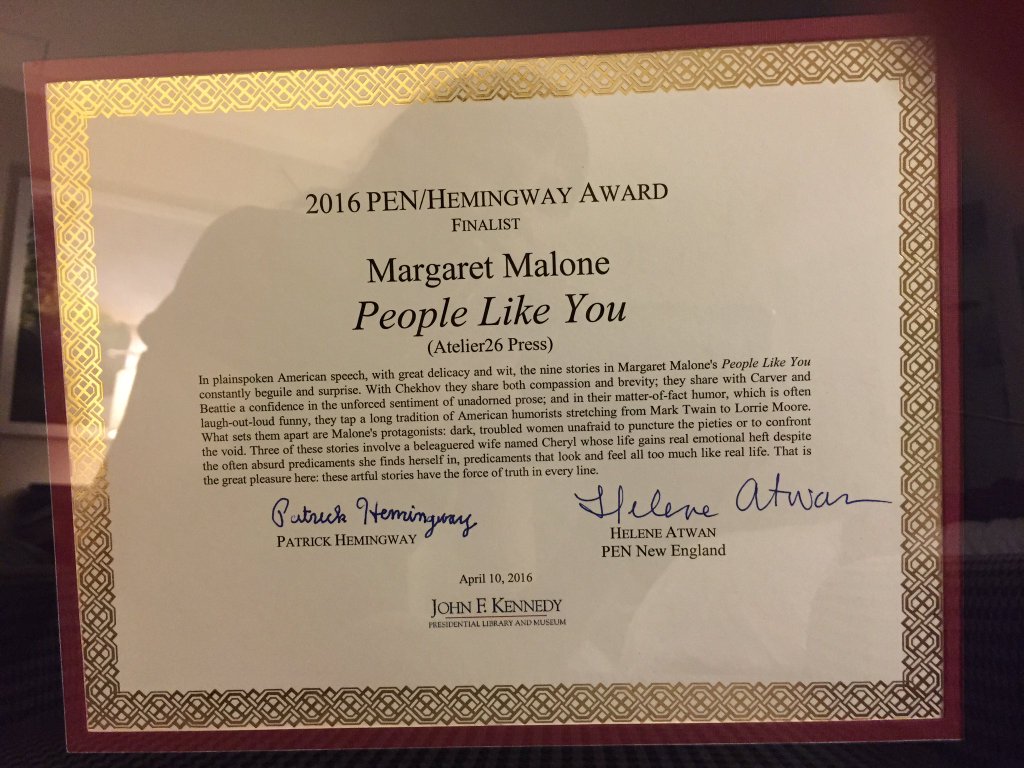 2016 PEN/HEMINGWAY AWARD
FINALIST
Margaret Malone
People Like You
(Atelier26 Press)
In plainspoken American speech, with great delicacy and wit, the nine stories in Margaret Malone's People Like You
constantly beguile and surprise. With Chekhov they share both compassion and brevity; they share with Carver and
Beattie a confidence in the unforced sentiment of unadorned prose; and in their matter-of-fact humor, which is often
laugh-out-loud funny, they tap a long tradition of American humorists stretching from Mark Twain to Lorrie Moore.
What sets them apart are Malone's protagonists: dark, troubled women unafraid to puncture the pieties or to confront
the void. Three of these stories involve a beleaguered wife named Cheryl whose life gains real emotional heft despite
the often absurd predicaments she finds herself in, predicaments that look and feel all too much like real life. That is
the great pleasure here: these artful stories have the force of truth in every line.
Patrick Hemingway
PATRICK HEMINGWAY
Helene Atwan
HELENE ATWAN
PEN New England
April 10, 2016
JOHN F. KENNEDY
PRESIDENTIAL LIBRARY AND MUSEUM